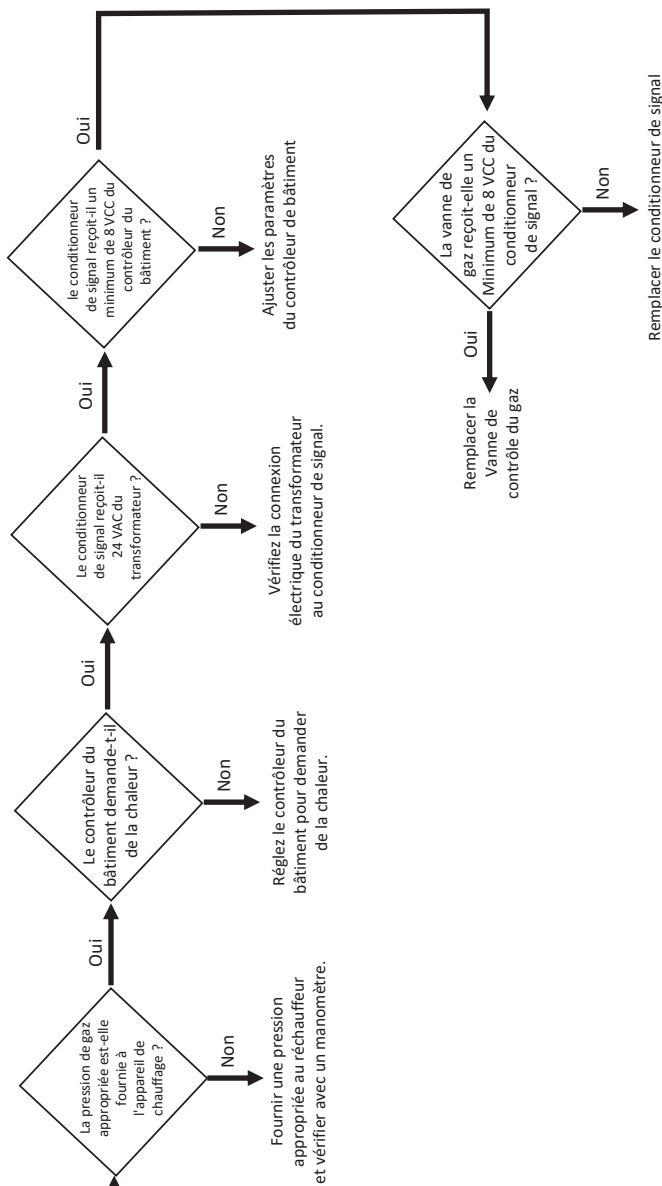 La pression de gaz
appropriée est-elle
fournie à
l'appareil de
chauffage ?
Oui
Non
Fournir une pression
appropriée au réchauffeur
et vérifier avec un manomètre.
Le contrôleur du
bâtiment demande-t-il
de la chaleur ?
Oui
Non
Réglez le contrôleur du
bâtiment pour demander
de la chaleur.
Le conditionneur
de signal reçoit-il
24 VAC du
transformateur ?
Oui
Non
Vérifiez la connexion
électrique du transformateur
au conditionneur de signal.
le conditionneur
de signal reçoit-il un
minimum de 8 VCC du
contrôleur du
bâtiment ?
Oui
Non
Ajuster les paramètres
du contrôleur de bâtiment
La vanne de
gaz reçoit-elle un
Minimum de 8 VCC du
conditionneur
de signal ?
Oui
Remplacer la
Vanne de
contrôle du gaz
Non
Remplacer le conditionneur de signal